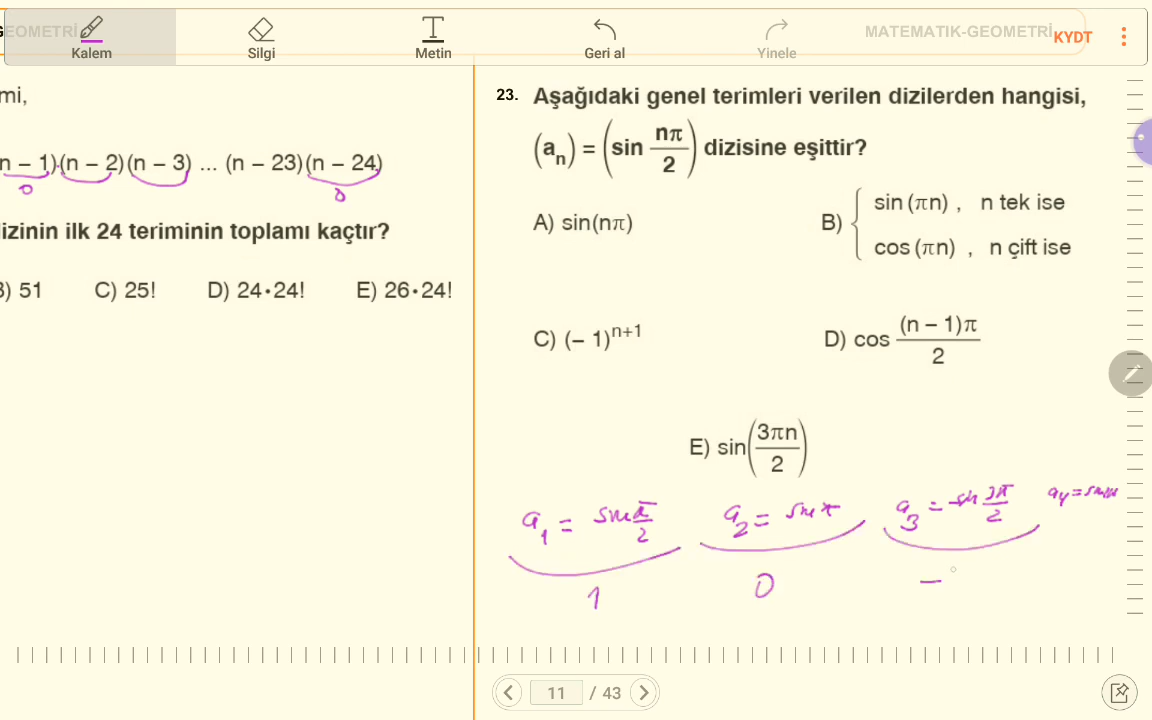 GEOMETRİ
Kalem
Silgi
Metin
Geri al
Yinele
MATEMATIK-GEOMETRİ
KYDT
mi,
n – 1)(n – 2)(n – 3) ... (n – 23)(n – 24)
0
0
izinin ilk 24 teriminin toplamı kaçtır?
B) 51 C) 25! D) 24•24! E) 26•24!
23. Aşağıdaki genel terimleri verilen dizilerden hangisi,
(aₙ) = (sin nπ/2) dizisine eşittir?
A) sin(nπ)
B) { sin (πn) , n tek ise
cos (πn) , n çift ise
C) (– 1)ⁿ⁺¹
D) cos (n – 1)π/2
E) sin(3πn/2)
a₁ = sin π/2 a₂ = sin π a₃ = sin 3π/2 a₄ = sin
1 0 –
11 / 43